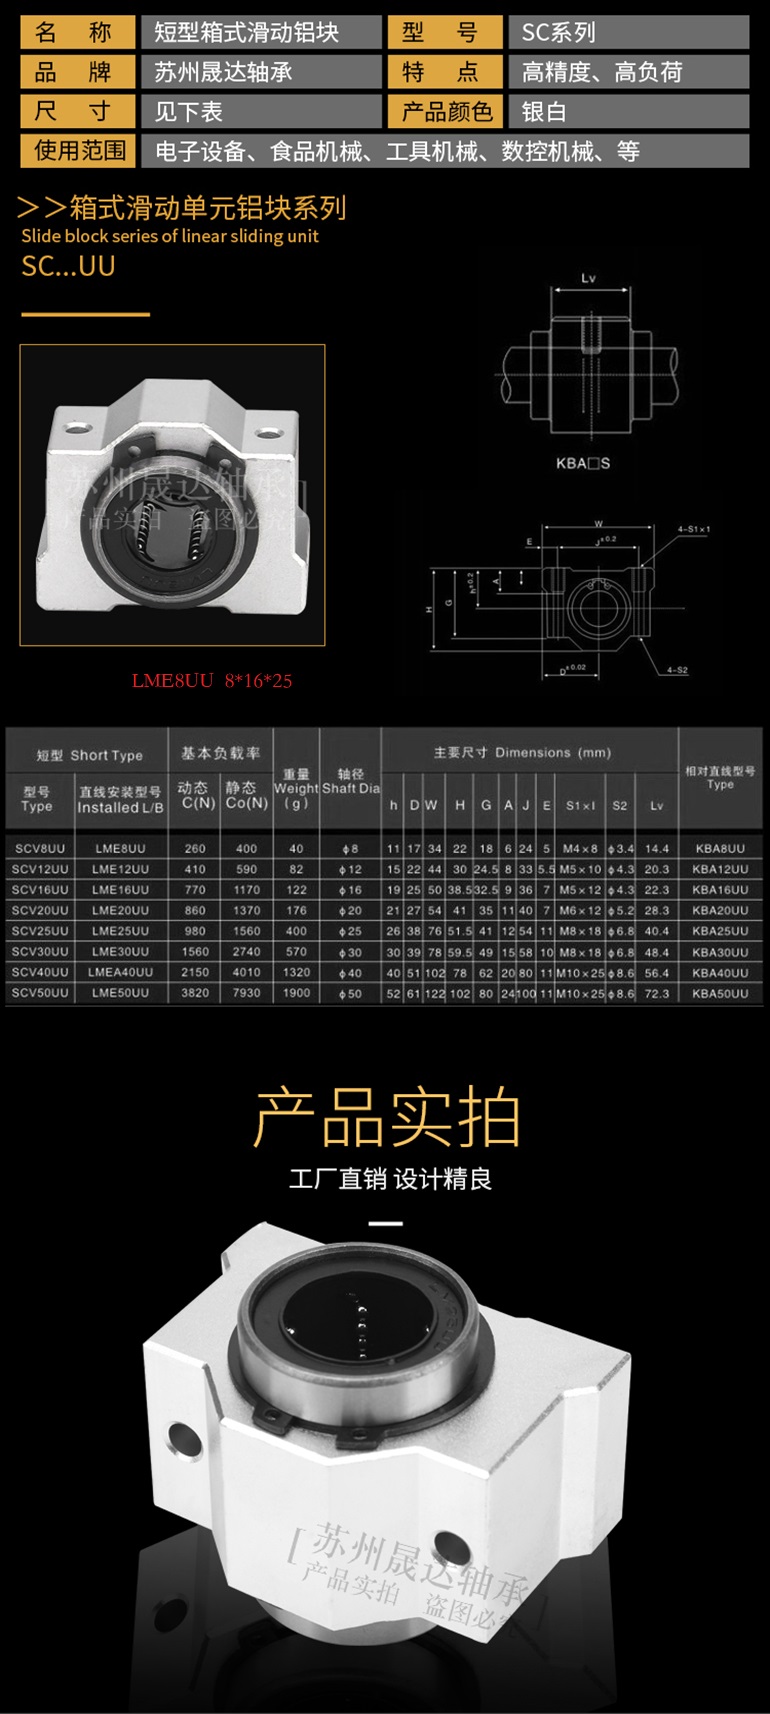 名 称 短型箱式滑动铝块 型 号 SC系列
品 牌 苏州晟达轴承 特 点 高精度、高负荷
尺 寸 见下表 产品颜色 银白
使用范围 电子设备、食品机械、工具机械、数控机械、等
>>箱式滑动单元铝块系列
Slide block series of linear sliding unit
SC...UU
Lv
KBA□S
W
E J±0.2 4-S1×1
H G h±0.2 A
D±0.02 4-S2
苏州晟达轴承
产品实拍 盗图必究
LME8UU 8*16*25
短型 Short Type 基本负载率 重量 Weight (g) 轴径 Shaft Dia 主要尺寸 Dimensions (mm) 相对直线型号 Type
型号 Type 直线安装型号 Installed L/B 动态 C(N) 静态 Co(N) h D W H G A J E S1×l S2 Lv
SCV8UU LME8UU 260 400 40 φ8 11 17 34 22 18 6 24 5 M4×8 φ3.4 14.4 KBA8UU
SCV12UU LME12UU 410 590 82 φ12 15 22 44 30 24.5 8 33 5.5 M5×10 φ4.3 20.3 KBA12UU
SCV16UU LME16UU 770 1170 122 φ16 19 25 50 38.5 32.5 9 36 7 M5×12 φ4.3 22.3 KBA16UU
SCV20UU LME20UU 860 1370 176 φ20 21 27 54 41 35 11 40 7 M6×12 φ5.2 28.3 KBA20UU
SCV25UU LME25UU 980 1560 400 φ25 26 38 76 51.5 41 12 54 11 M8×18 φ6.8 40.4 KBA25UU
SCV30UU LME30UU 1560 2740 570 φ30 30 39 78 59.5 49 15 58 10 M8×18 φ6.8 48.4 KBA30UU
SCV40UU LMEA40UU 2150 4010 1320 φ40 40 51 102 78 62 20 80 11 M10×25 φ8.6 56.4 KBA40UU
SCV50UU LME50UU 3820 7930 1900 φ50 52 61 122 102 80 24 100 11 M10×25 φ8.6 72.3 KBA50UU
产品实拍
工厂直销 设计精良
苏州晟达轴承
产品实拍 盗图必究